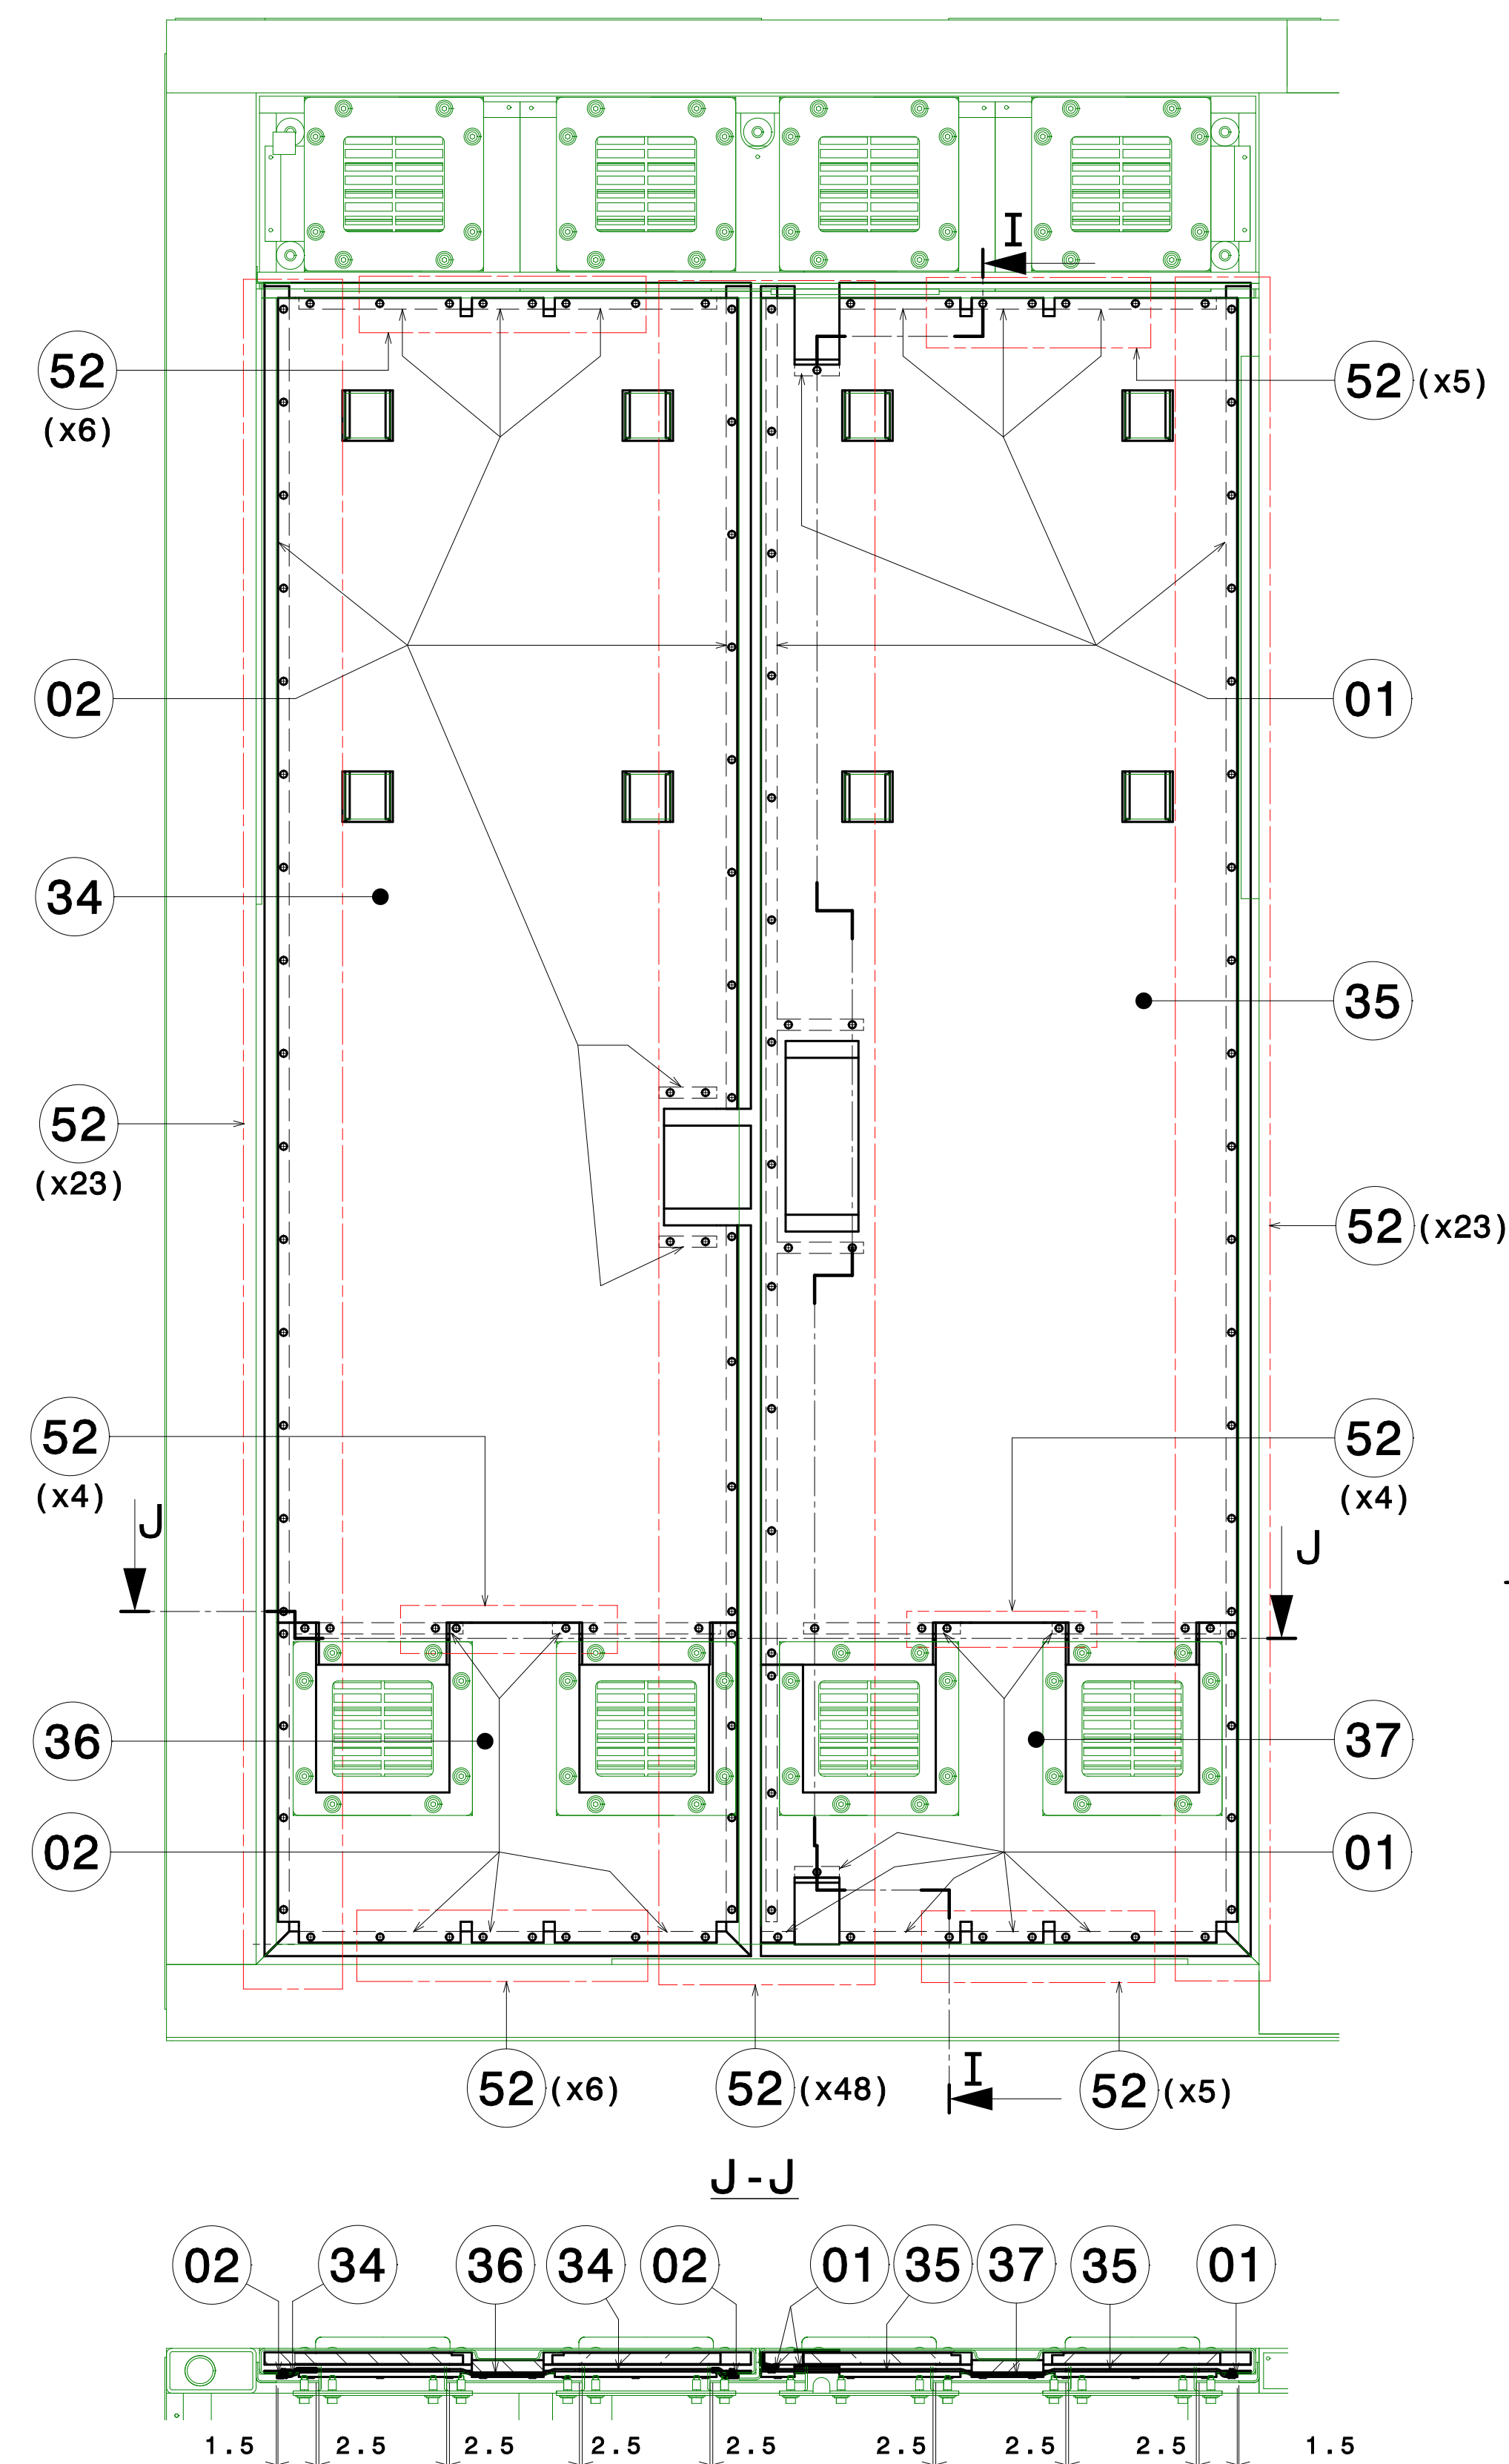 I
52
(x6)
52 (x5)
02
01
34
35
52
(x23)
52 (x23)
52
(x4)
52
(x4)
J
J
36
37
02
01
52 (x6)
52 (x48)
I
52 (x5)
J-J
02 34 36 34 02 01 35 37 35 01
1.5 2.5 2.5 2.5 2.5 2.5 2.5 2.5 1.5